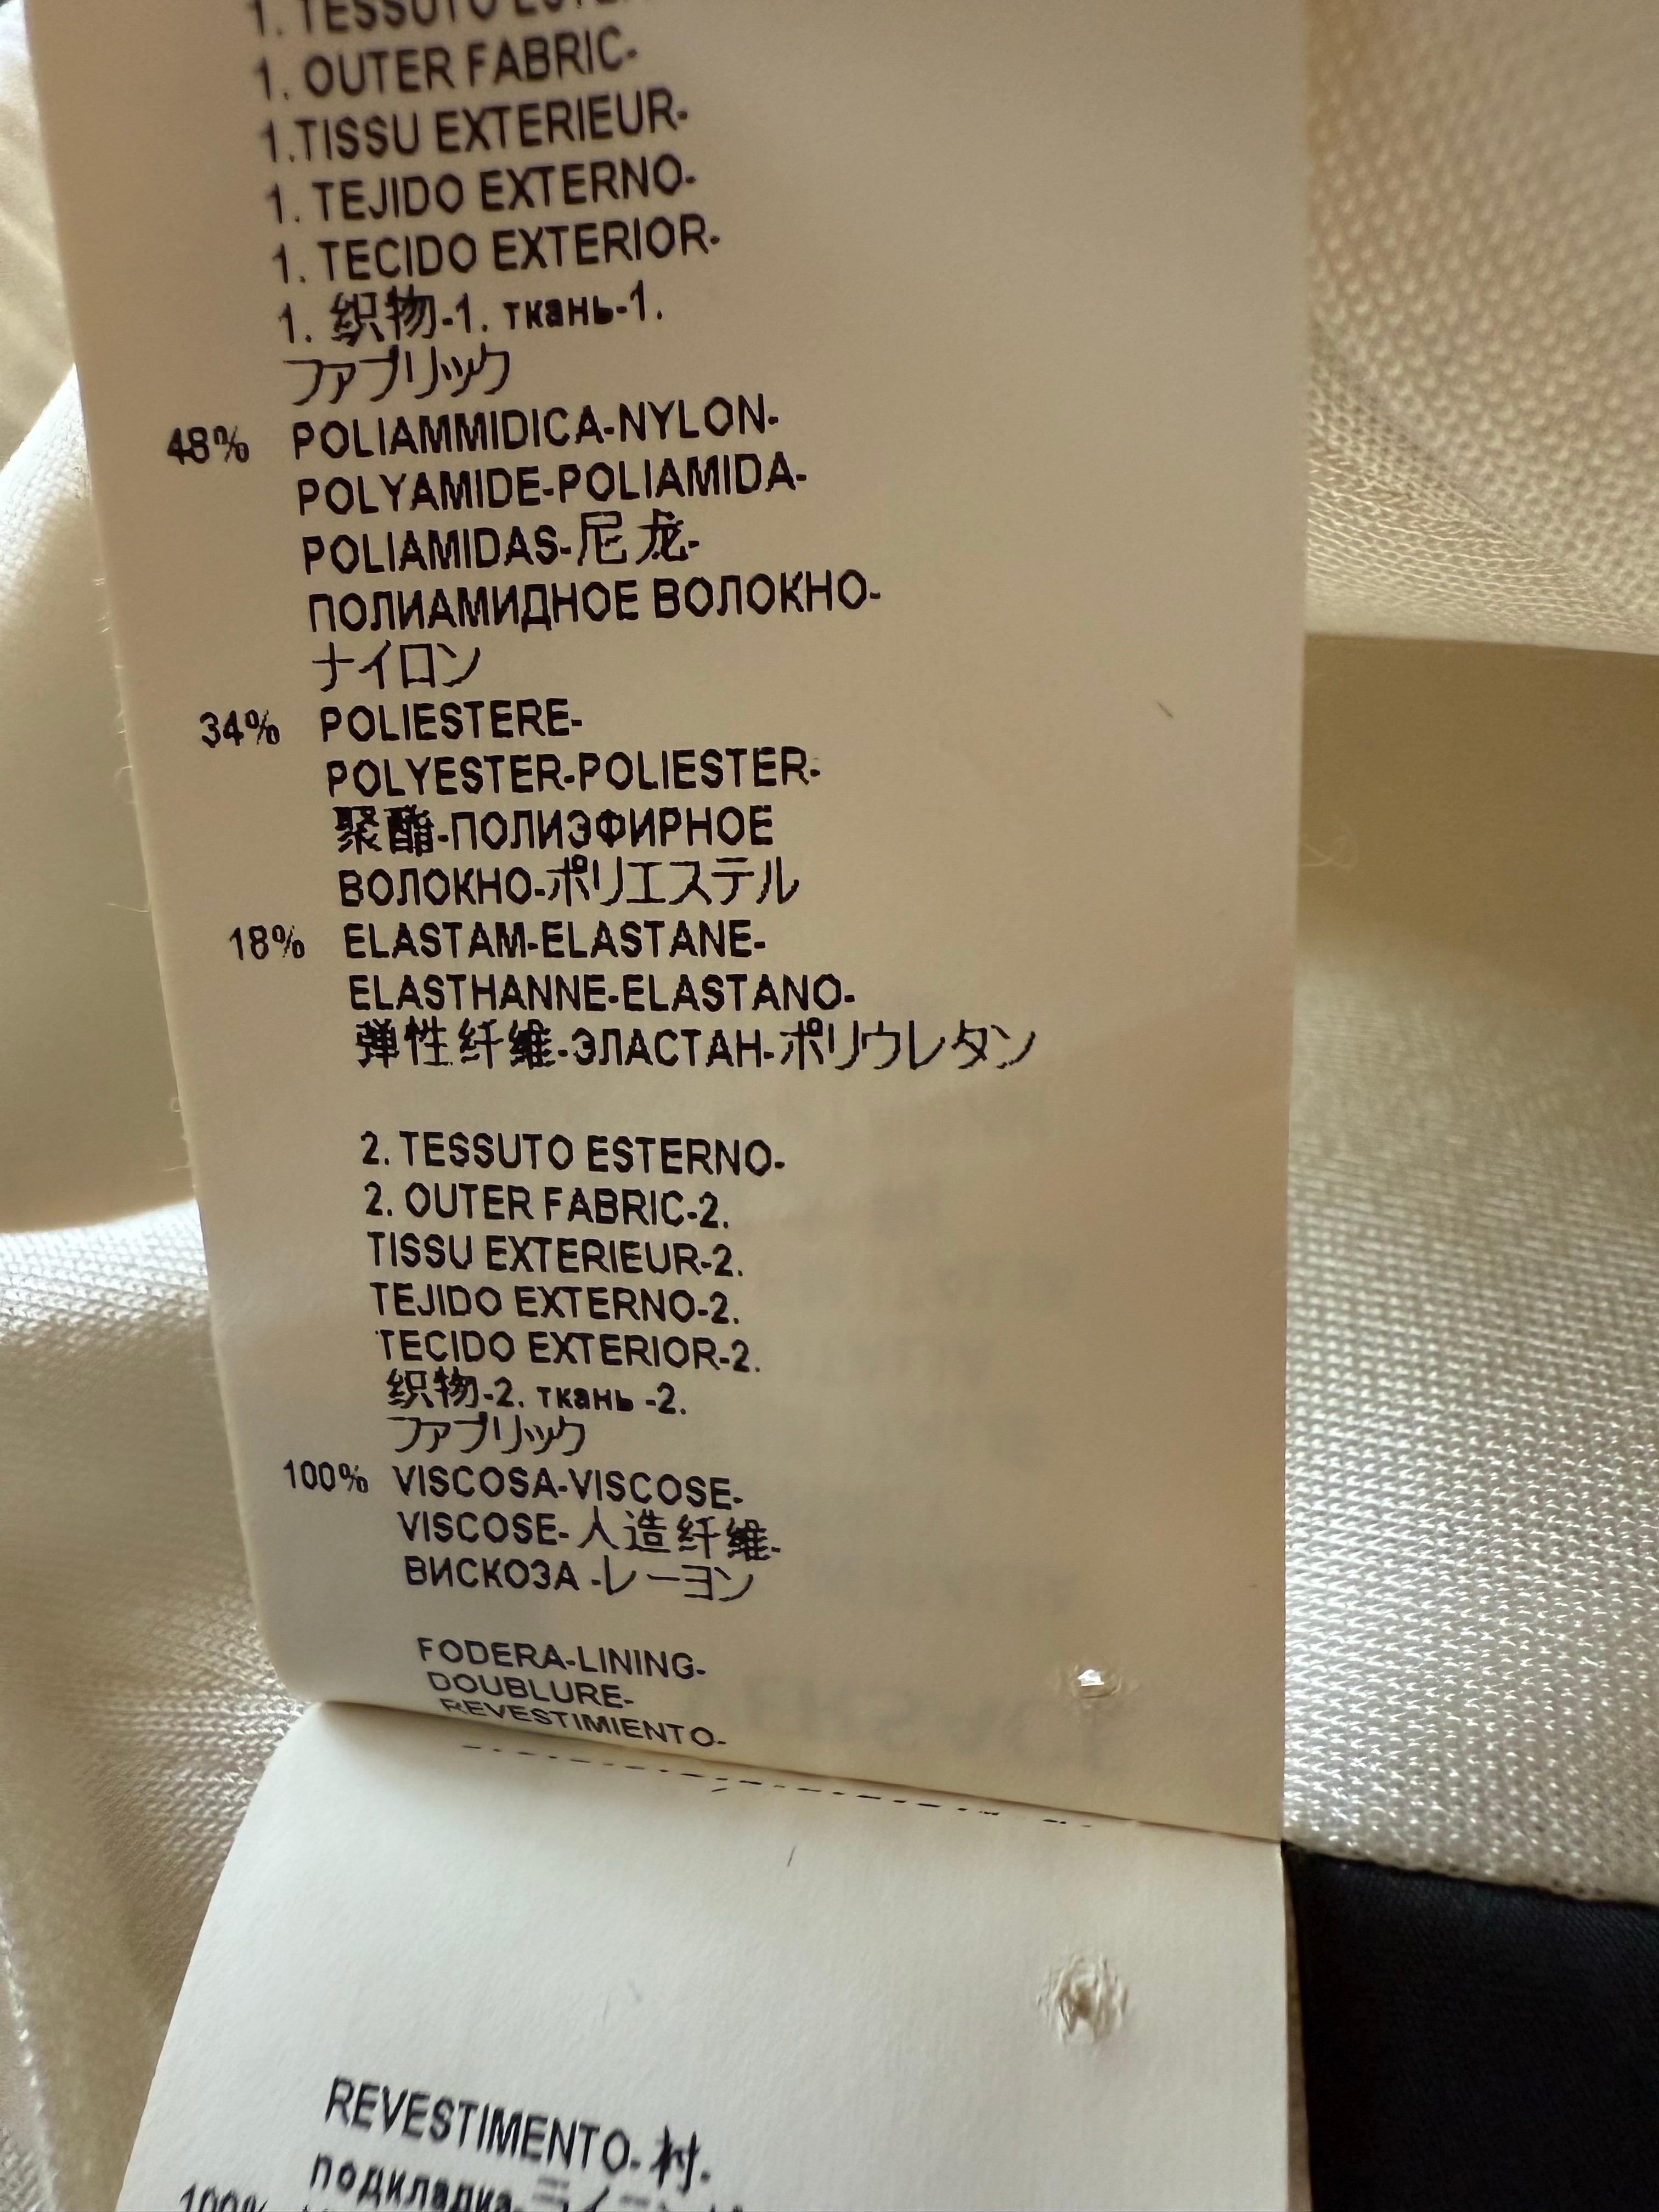 1. TESSUTO
1. OUTER FABRIC-
1.TISSU EXTERIEUR-
1. TEJIDO EXTERNO-
1. TECIDO EXTERIOR-
1. 织物-1. ткань-1.
ファブリック
48% POLIAMMIDICA-NYLON-
POLYAMIDE-POLIAMIDA-
POLIAMIDAS-尼龙-
ПОЛИАМИДНОЕ ВОЛОКНО-
ナイロン
34% POLIESTERE-
POLYESTER-POLIESTER-
聚酯-ПОЛИЭФИРНОЕ
ВОЛОКНО-ポリエステル
18% ELASTAM-ELASTANE-
ELASTHANNE-ELASTANO-
弹性纤维-ЭЛАСТАН-ポリウレタン
2. TESSUTO ESTERNO-
2. OUTER FABRIC-2.
TISSU EXTERIEUR-2.
TEJIDO EXTERNO-2.
TECIDO EXTERIOR-2.
织物-2. ткань -2.
ファブリック
100% VISCOSA-VISCOSE-
VISCOSE-人造纤维-
ВИСКОЗА -レーヨン
FODERA-LINING-
DOUBLURE-
REVESTIMIENTO-
REVESTIMENTO-衬-
подкладка-
100%